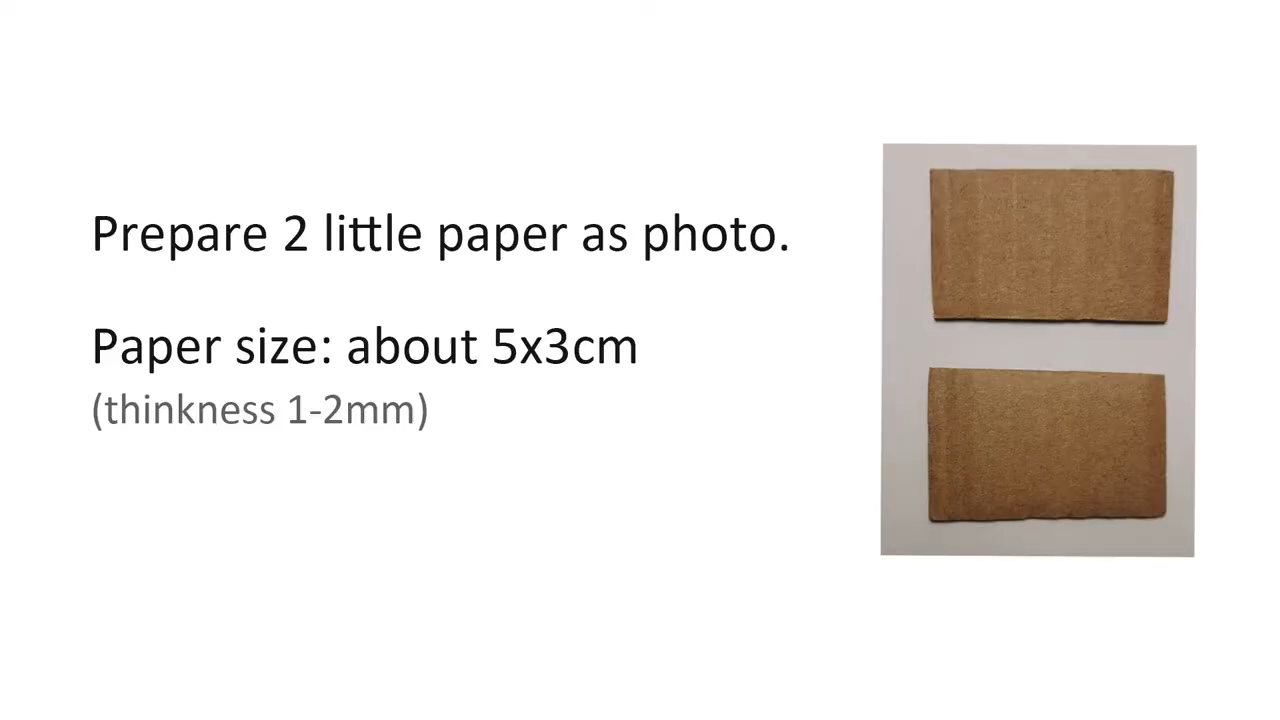 Prepare 2 little paper as photo.
Paper size: about 5x3cm
(thinkness 1-2mm)